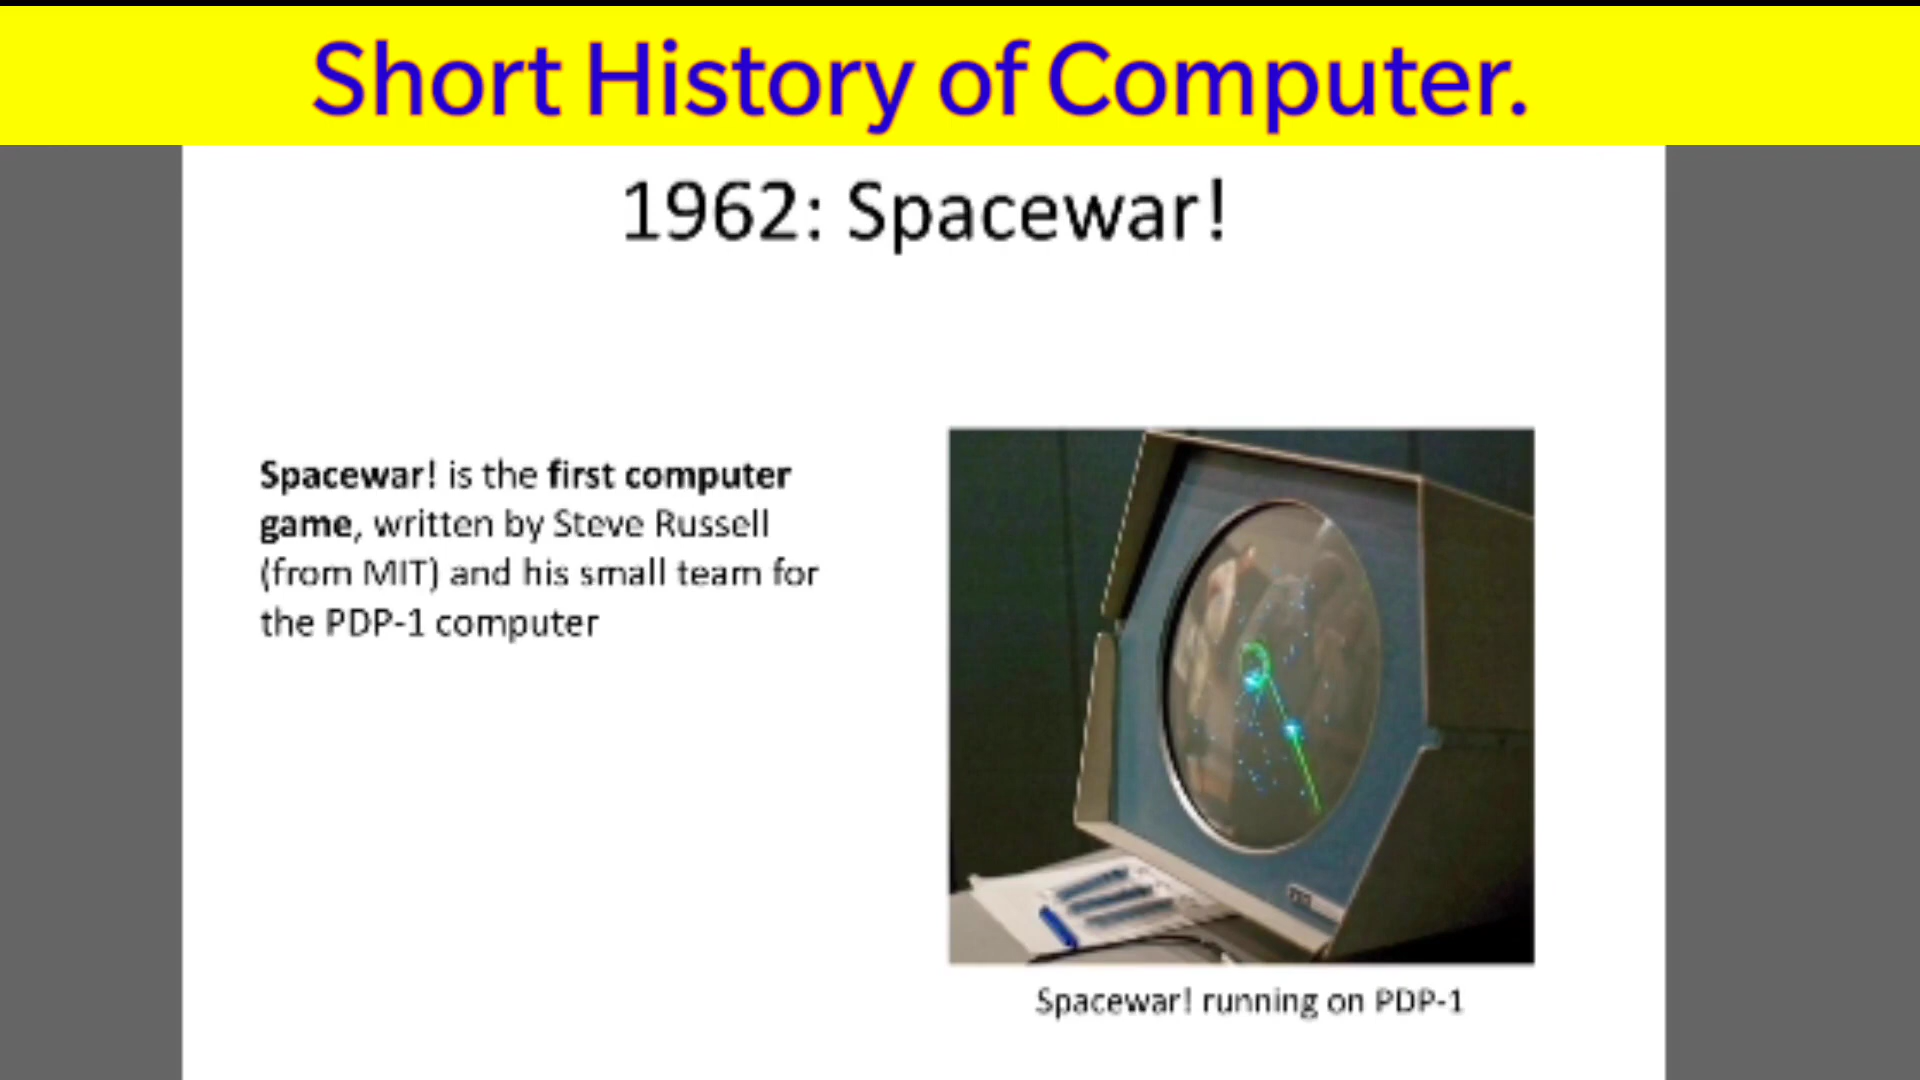 Short History of Computer.
1962: Spacewar!
Spacewar! is the first computer
game, written by Steve Russell
(from MIT) and his small team for
the PDP-1 computer
Spacewar! running on PDP-1